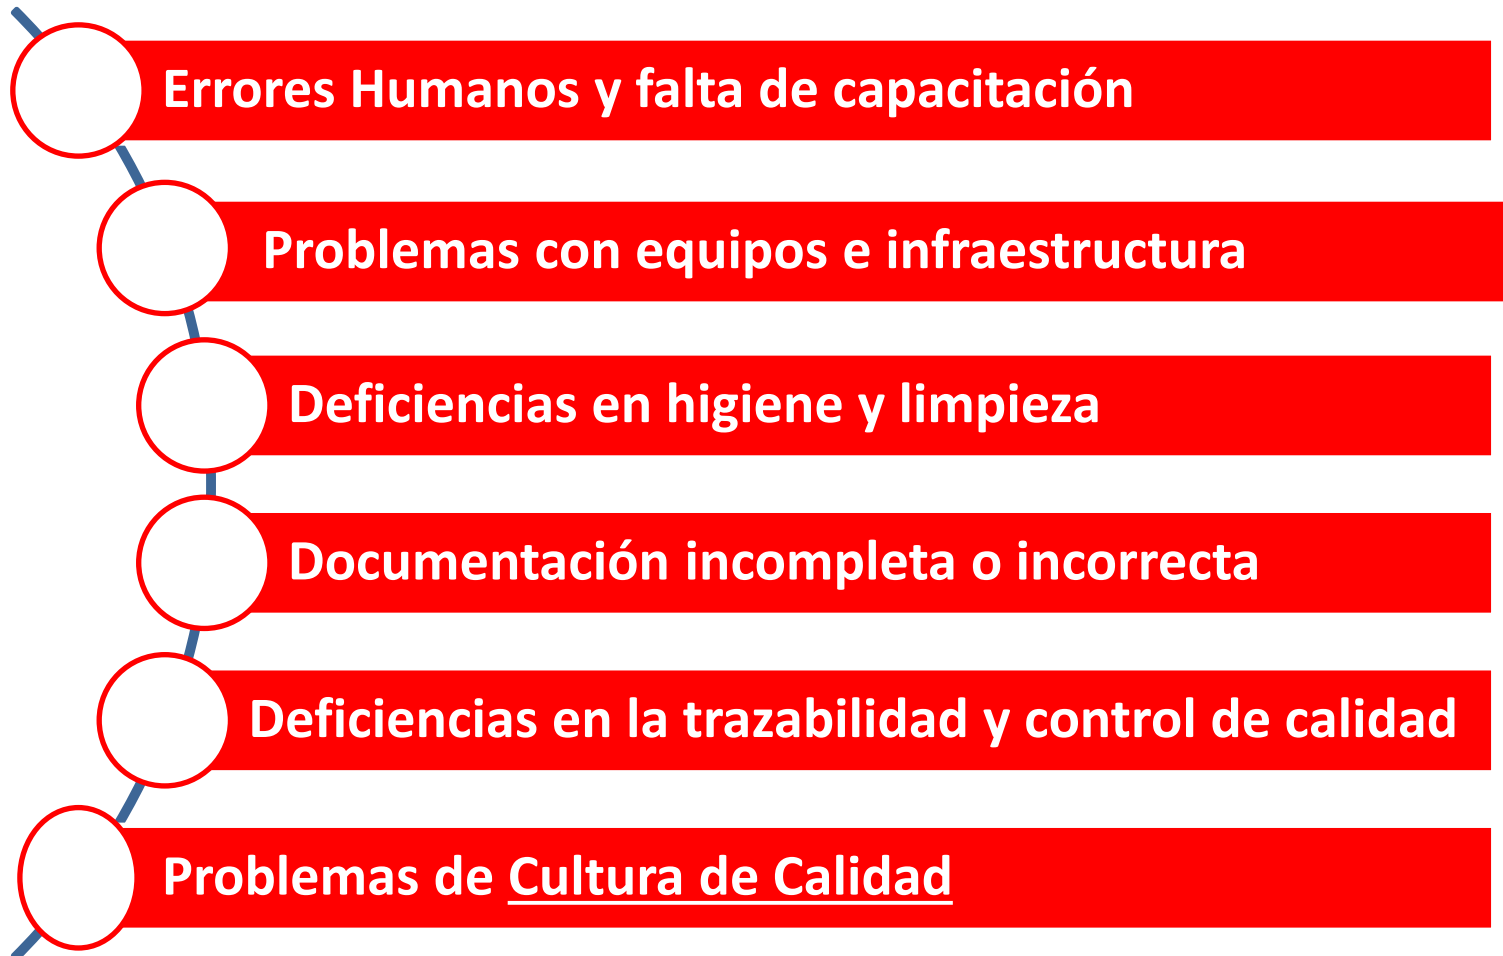 Errores Humanos y falta de capacitación
Problemas con equipos e infraestructura
Deficiencias en higiene y limpieza
Documentación incompleta o incorrecta
Deficiencias en la trazabilidad y control de calidad
Problemas de Cultura de Calidad